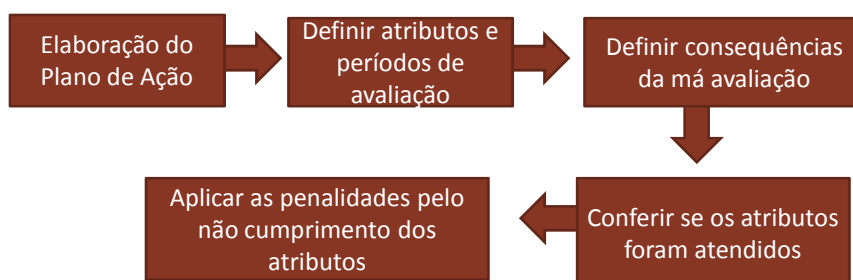 Elaboração do
Plano de Ação
Definir atributos e
períodos de
avaliação
Definir consequências
da má avaliação
Conferir se os atributos
foram atendidos
Aplicar as penalidades pelo
não cumprimento dos
atributos